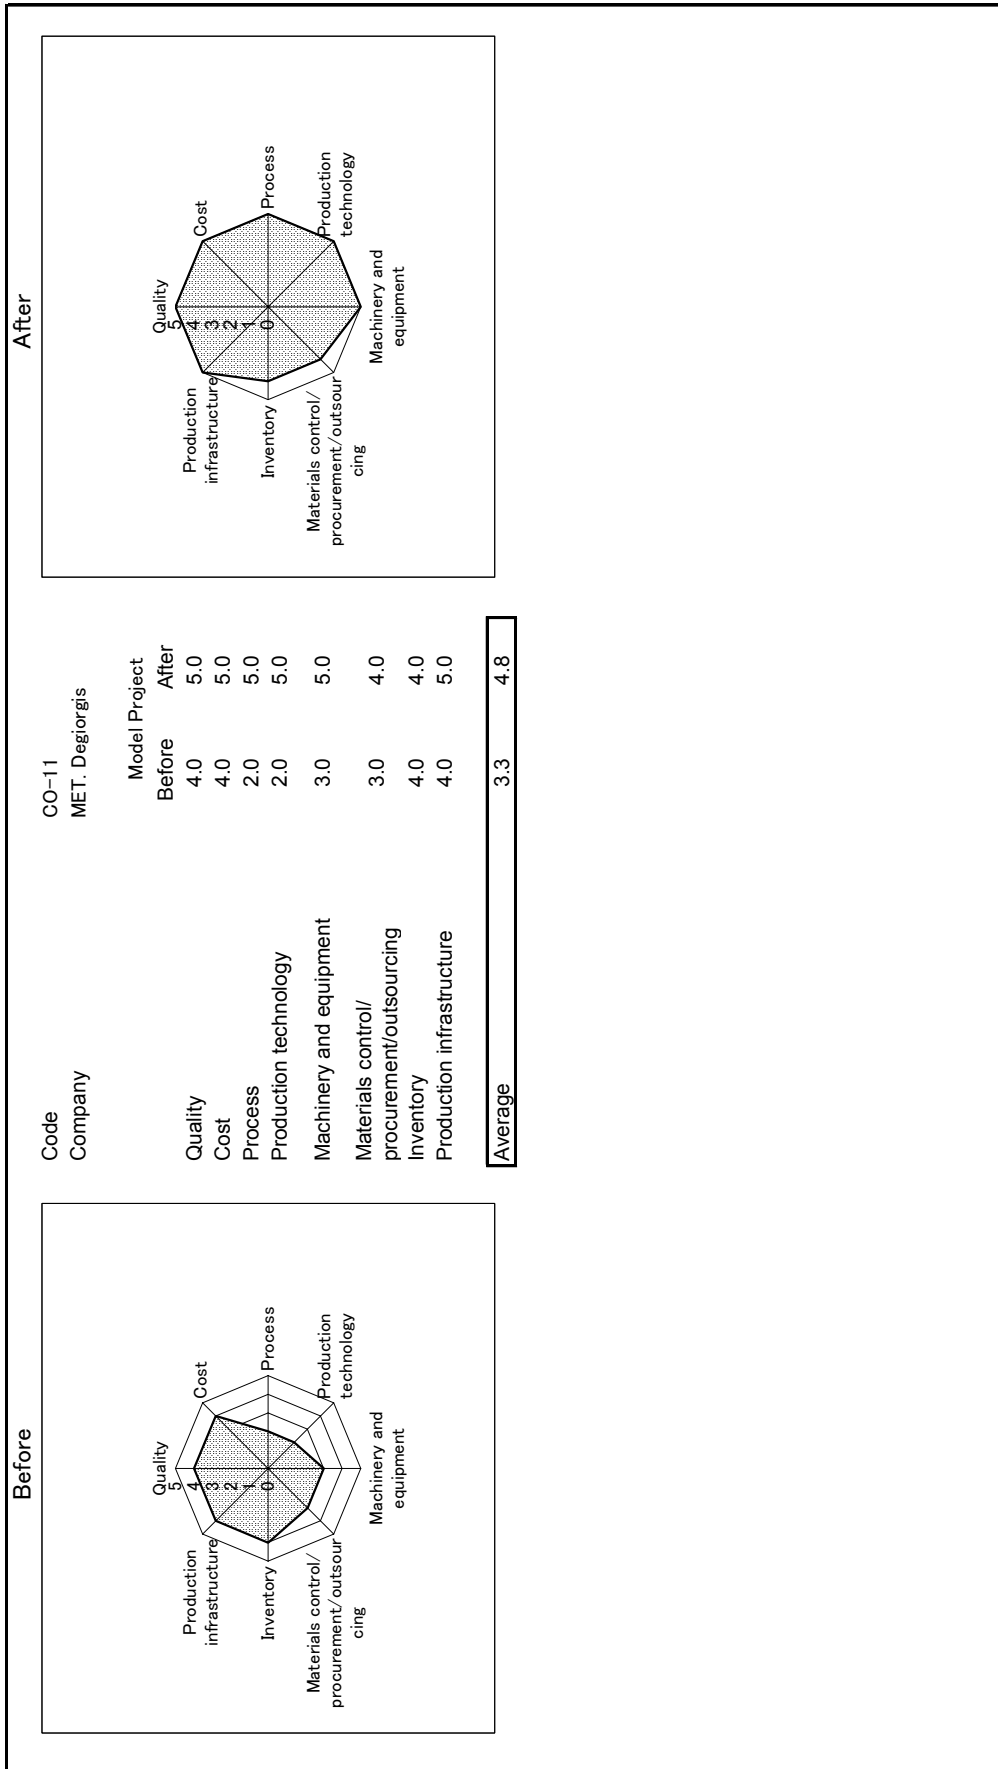 Before
Quality
5
4
3
2
1
0
Cost
Process
Production
technology
Machinery and
equipment
Materials control/
procurement/outsour
cing
Inventory
Production
infrastructure
Code CO-11
Company MET. Degiorgis
Model Project
Before After
Quality 4.0 5.0
Cost 4.0 5.0
Process 2.0 5.0
Production technology 2.0 5.0
Machinery and equipment 3.0 5.0
Materials control/
procurement/outsourcing 3.0 4.0
Inventory 4.0 4.0
Production infrastructure 4.0 5.0
Average 3.3 4.8
After
Quality
5
4
3
2
1
0
Cost
Process
Production
technology
Machinery and
equipment
Materials control/
procurement/outsour
cing
Inventory
Production
infrastructure